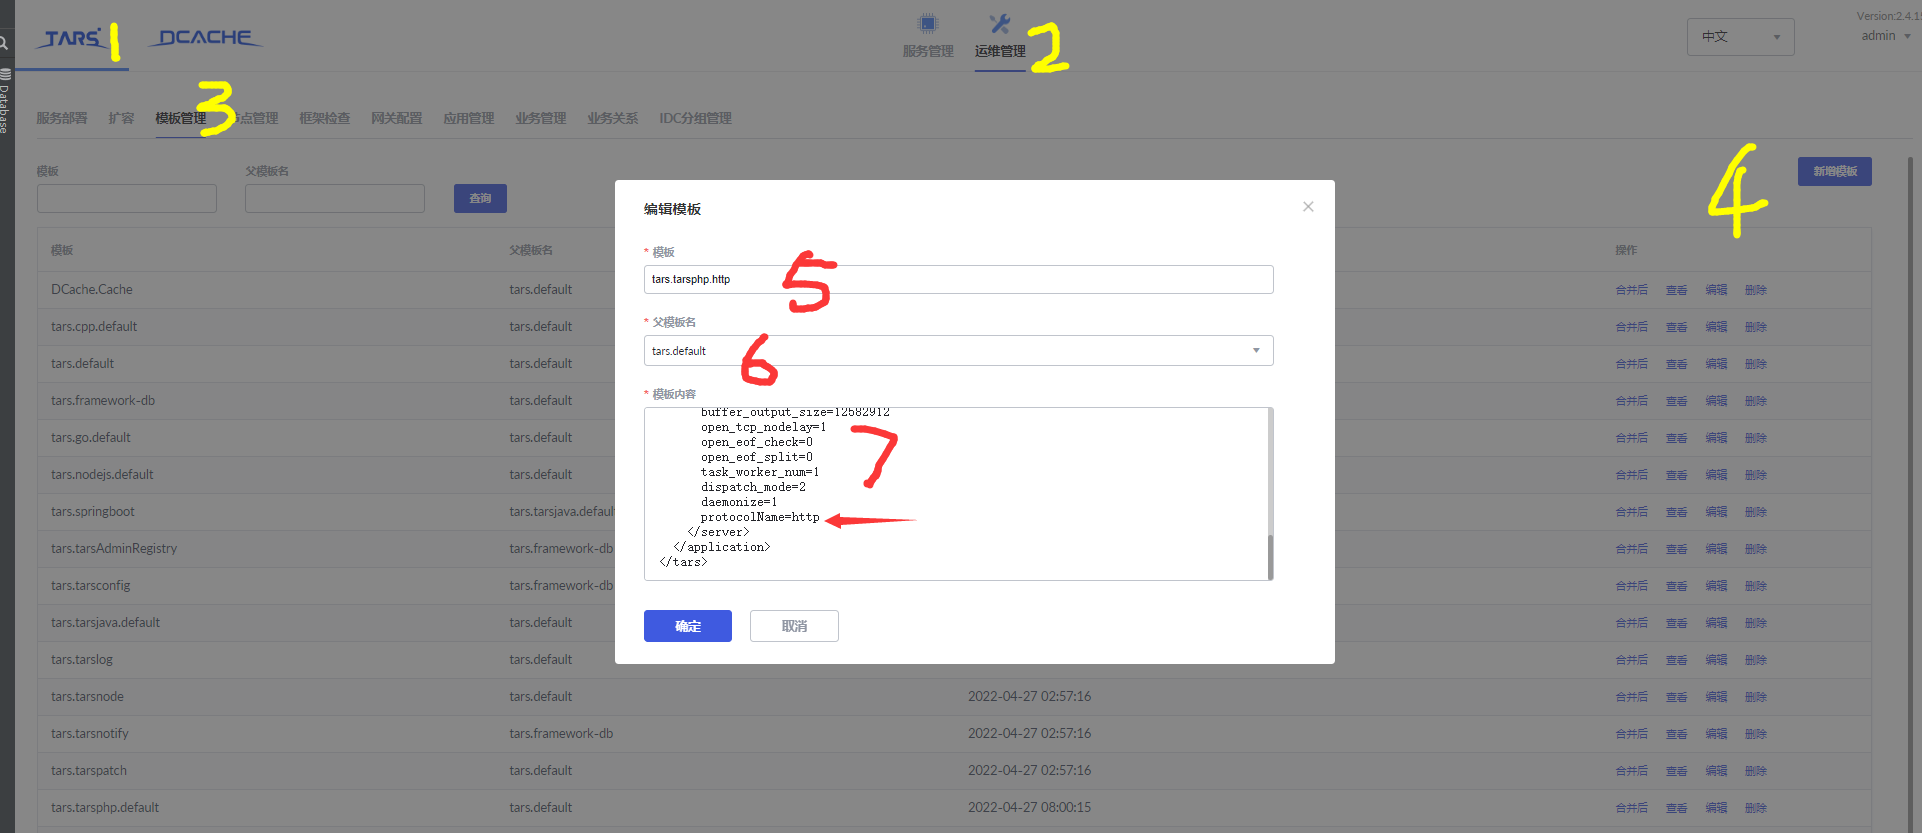 TARS 1
DCACHE
服务管理
运维管理 2
中文
Version:2.4.1
admin
Database
服务部署 扩容 模板管理 3 点管理 框架检查 网关配置 应用管理 业务管理 业务关系 IDC分组管理
模板 父模板名
查询
4
新增模板
模板 父模板名 操作
DCache.Cache tars.default 合并后 查看 编辑 删除
tars.cpp.default tars.default 合并后 查看 编辑 删除
tars.default tars.default 合并后 查看 编辑 删除
tars.framework-db tars.default 合并后 查看 编辑 删除
tars.go.default tars.default 合并后 查看 编辑 删除
tars.nodejs.default tars.default 合并后 查看 编辑 删除
tars.springboot tars.tarsjava.defaul 合并后 查看 编辑 删除
tars.tarsAdminRegistry tars.framework-db 合并后 查看 编辑 删除
tars.tarsconfig tars.framework-db 合并后 查看 编辑 删除
tars.tarsjava.default tars.default 合并后 查看 编辑 删除
tars.tarslog tars.default 合并后 查看 编辑 删除
tars.tarsnode tars.default 2022-04-27 02:57:16 合并后 查看 编辑 删除
tars.tarsnotify tars.framework-db 2022-04-27 02:57:16 合并后 查看 编辑 删除
tars.tarspatch tars.default 2022-04-27 02:57:16 合并后 查看 编辑 删除
tars.tarsphp.default tars.default 2022-04-27 08:00:15 合并后 查看 编辑 删除
编辑模板
* 模板
tars.tarsphp.http 5
* 父模板名
tars.default 6
* 模板内容
buffer_output_size=12582912
open_tcp_nodelay=1 7
open_eof_check=0
open_eof_split=0
task_worker_num=1
dispatch_mode=2
daemonize=1
protocolName=http
</server>
</application>
</tars>
确定 取消